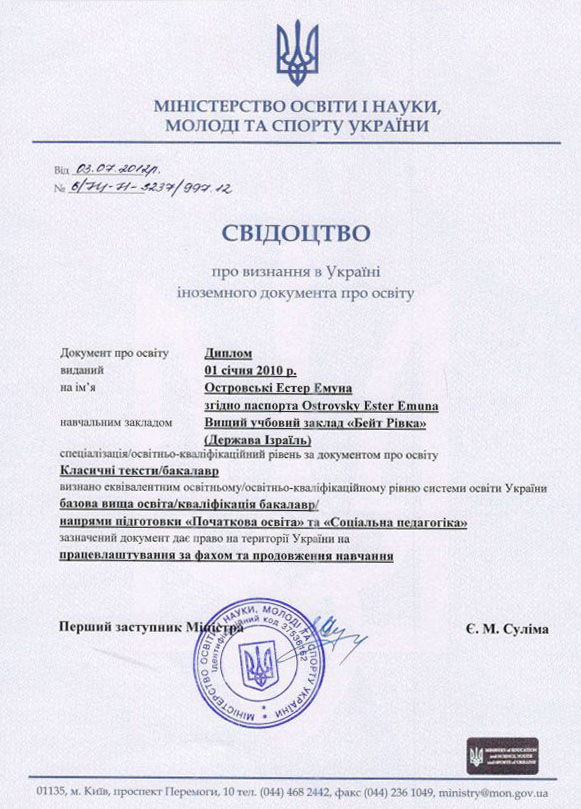 МІНІСТЕРСТВО ОСВІТИ І НАУКИ,
МОЛОДІ ТА СПОРТУ УКРАЇНИ
Від 03.07.2012р.
№ 6/ТЦ-Н-3237/997.12
СВІДОЦТВО
про визнання в Україні
іноземного документа про освіту
Документ про освіту Диплом
виданий 01 січня 2010 р.
на ім’я Островські Естер Емуна
згідно паспорта Ostrovsky Ester Emuna
навчальним закладом Вищий учбовий заклад «Бейт Рівка»
(Держава Ізраїль)
спеціалізація/освітньо-кваліфікаційний рівень за документом про освіту
Класичні тексти/бакалавр
визнано еквівалентним освітньому/освітньо-кваліфікаційному рівню системи освіти України
базова вища освіта/кваліфікація бакалавр/
напрями підготовки «Початкова освіта» та «Соціальна педагогіка»
зазначений документ дає право на території України на
працевлаштування за фахом та продовження навчання
Перший заступник Міністра Є. М. Суліма
МІНІСТЕРСТВО ОСВІТИ І НАУКИ, МОЛОДІ ТА СПОРТУ УКРАЇНИ
Ідентифікаційний код 37536162
MINISTRY OF EDUCATION
AND SCIENCE, YOUTH
AND SPORTS OF UKRAINE
01135, м. Київ, проспект Перемоги, 10 тел. (044) 468 2442, факс (044) 236 1049, ministry@mon.gov.ua